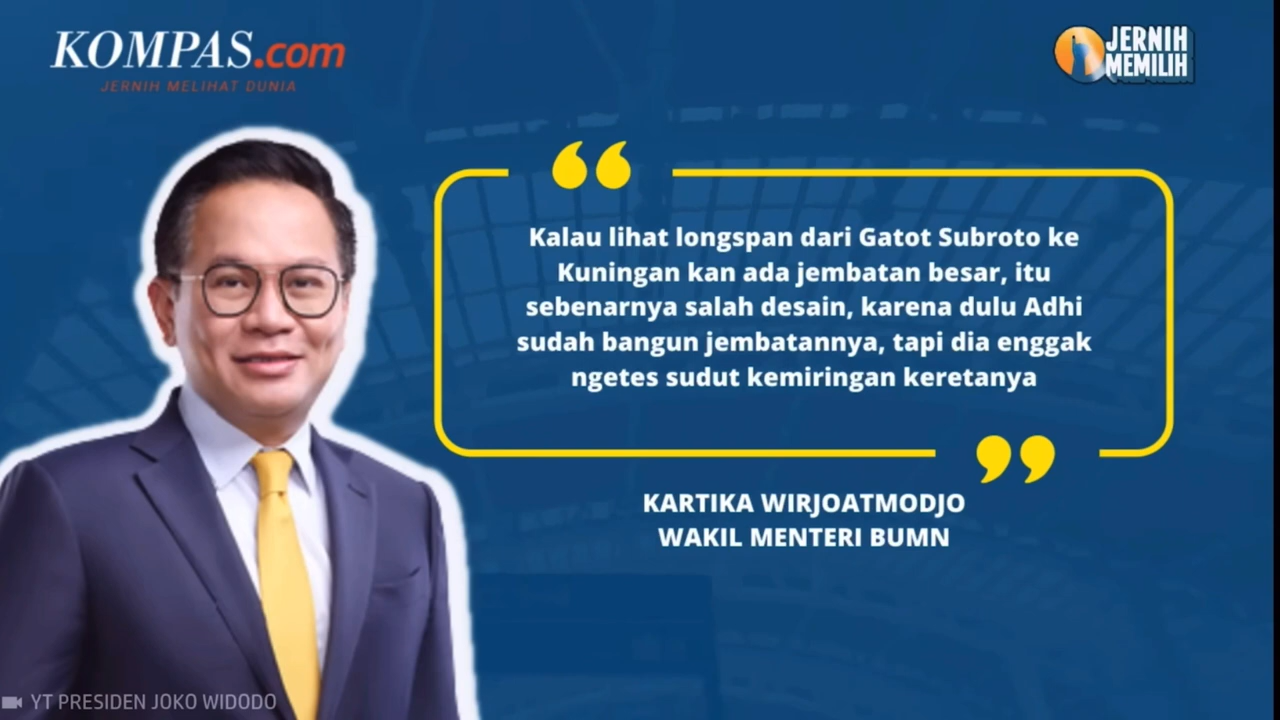 KOMPAS.com
JERNIH MELIHAT DUNIA
JERNIH
MEMILIH
Kalau lihat longspan dari Gatot Subroto ke
Kuningan kan ada jembatan besar, itu
sebenarnya salah desain, karena dulu Adhi
sudah bangun jembatannya, tapi dia enggak
ngetes sudut kemiringan keretanya
KARTIKA WIRJOATMODJO
WAKIL MENTERI BUMN
YT PRESIDEN JOKO WIDODO